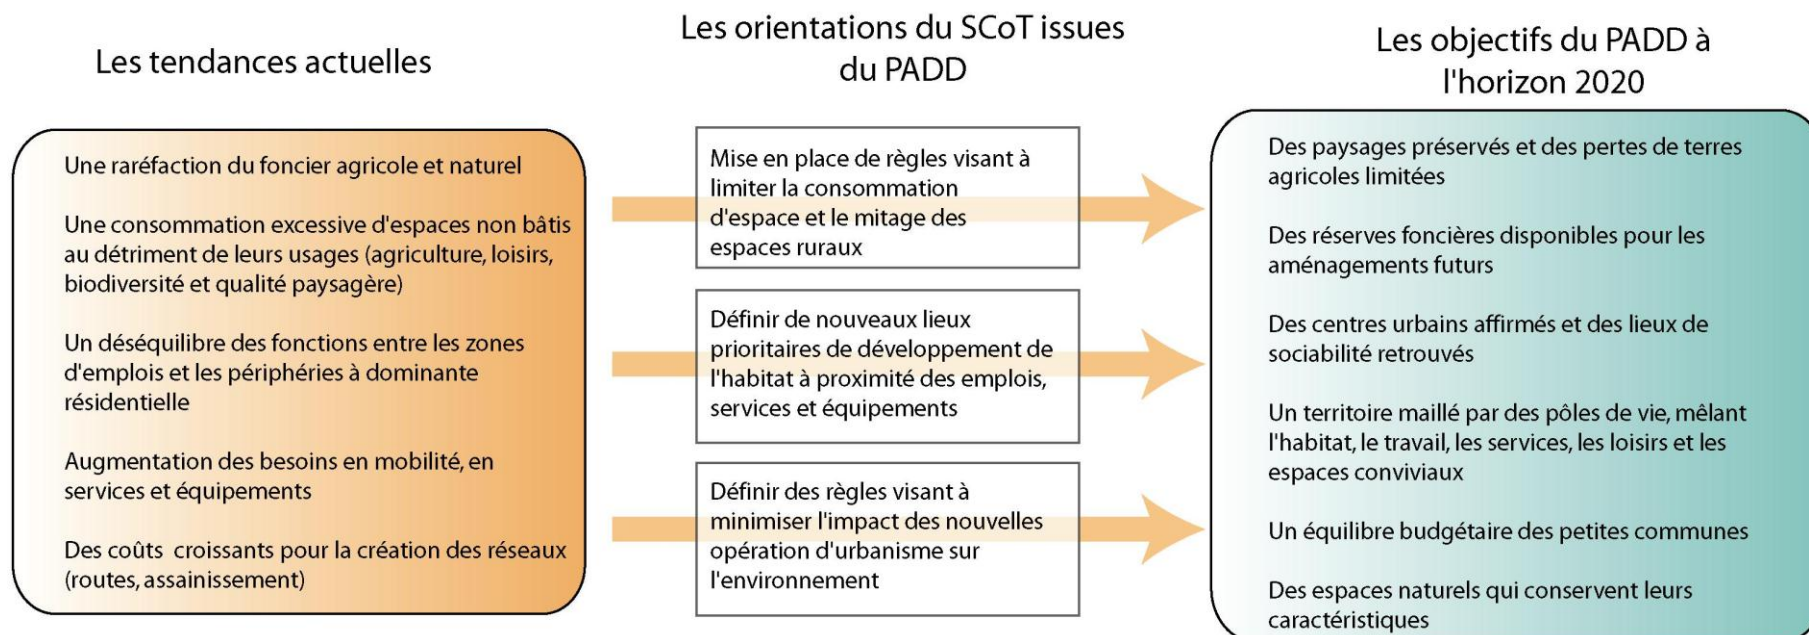 Les tendances actuelles
Une raréfaction du foncier agricole et naturel
Une consommation excessive d'espaces non bâtis
au détriment de leurs usages (agriculture, loisirs,
biodiversité et qualité paysagère)
Un déséquilibre des fonctions entre les zones
d'emplois et les périphéries à dominante
résidentielle
Augmentation des besoins en mobilité, en
services et équipements
Des coûts  croissants pour la création des réseaux
(routes, assainissement)
Les orientations du SCoT issues
du PADD
Mise en place de règles visant à
limiter la consommation
d'espace et le mitage des
espaces ruraux
Définir de nouveaux lieux
prioritaires de développement de
l'habitat à proximité des emplois,
services et équipements
Définir des règles visant à
minimiser l'impact des nouvelles
opération d'urbanisme sur
l'environnement
Les objectifs du PADD à
l'horizon 2020
Des paysages préservés et des pertes de terres
agricoles limitées
Des réserves foncières disponibles pour les
aménagements futurs
Des centres urbains affirmés et des lieux de
sociabilité retrouvés
Un territoire maillé par des pôles de vie, mêlant
l'habitat, le travail, les services, les loisirs et les
espaces conviviaux
Un équilibre budgétaire des petites communes
Des espaces naturels qui conservent leurs
caractéristiques